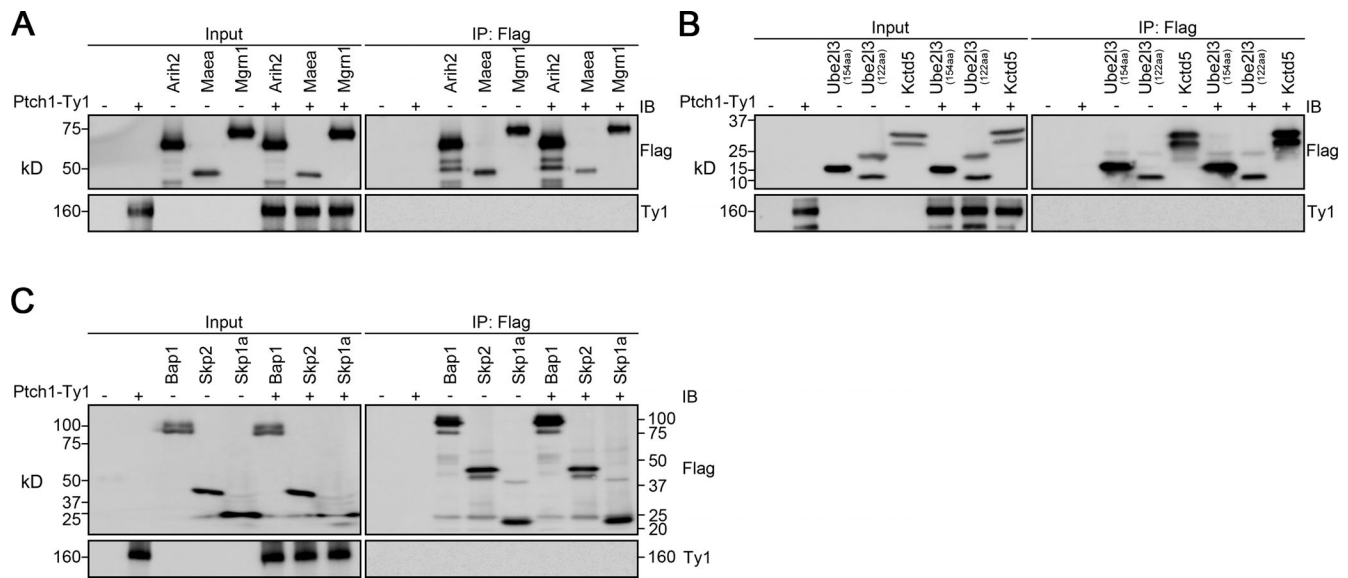 A
Input
IP: Flag
Arih2 Maea Mgrn1 Arih2 Maea Mgrn1 Arih2 Maea Mgrn1 Arih2 Maea Mgrn1
Ptch1-Ty1 - + - - - + + + - + - - - + + + IB
75
50
kD
Flag
160
Ty1
B
Input
IP: Flag
Ube2l3 (154aa) Ube2l3 (122aa) Kctd5 Ube2l3 (154aa) Ube2l3 (122aa) Kctd5 Ube2l3 (154aa) Ube2l3 (122aa) Kctd5 Ube2l3 (154aa) Ube2l3 (122aa) Kctd5
Ptch1-Ty1 - + - - - + + + - + - - - + + + IB
37
25
15
10
kD
Flag
160
Ty1
C
Input
IP: Flag
Bap1 Skp2 Skp1a Bap1 Skp2 Skp1a Bap1 Skp2 Skp1a Bap1 Skp2 Skp1a
Ptch1-Ty1 - + - - - + + + - + - - - + + + IB
100 100
75 75
50 50
kD Flag
37 37
25 25
20
160 160 Ty1